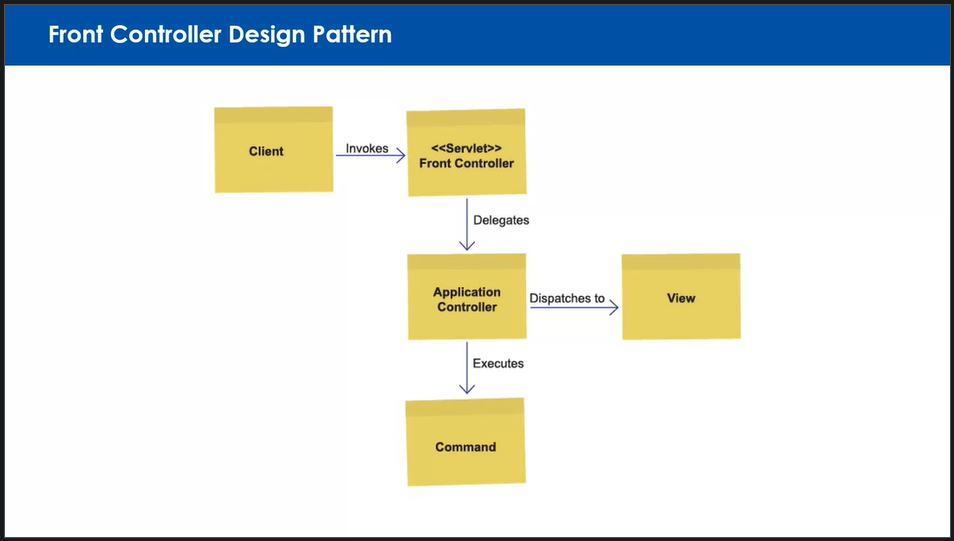 Front Controller Design Pattern
Client
Invokes
<<Servlet>>
Front Controller
Delegates
Application
Controller
Dispatches to
View
Executes
Command